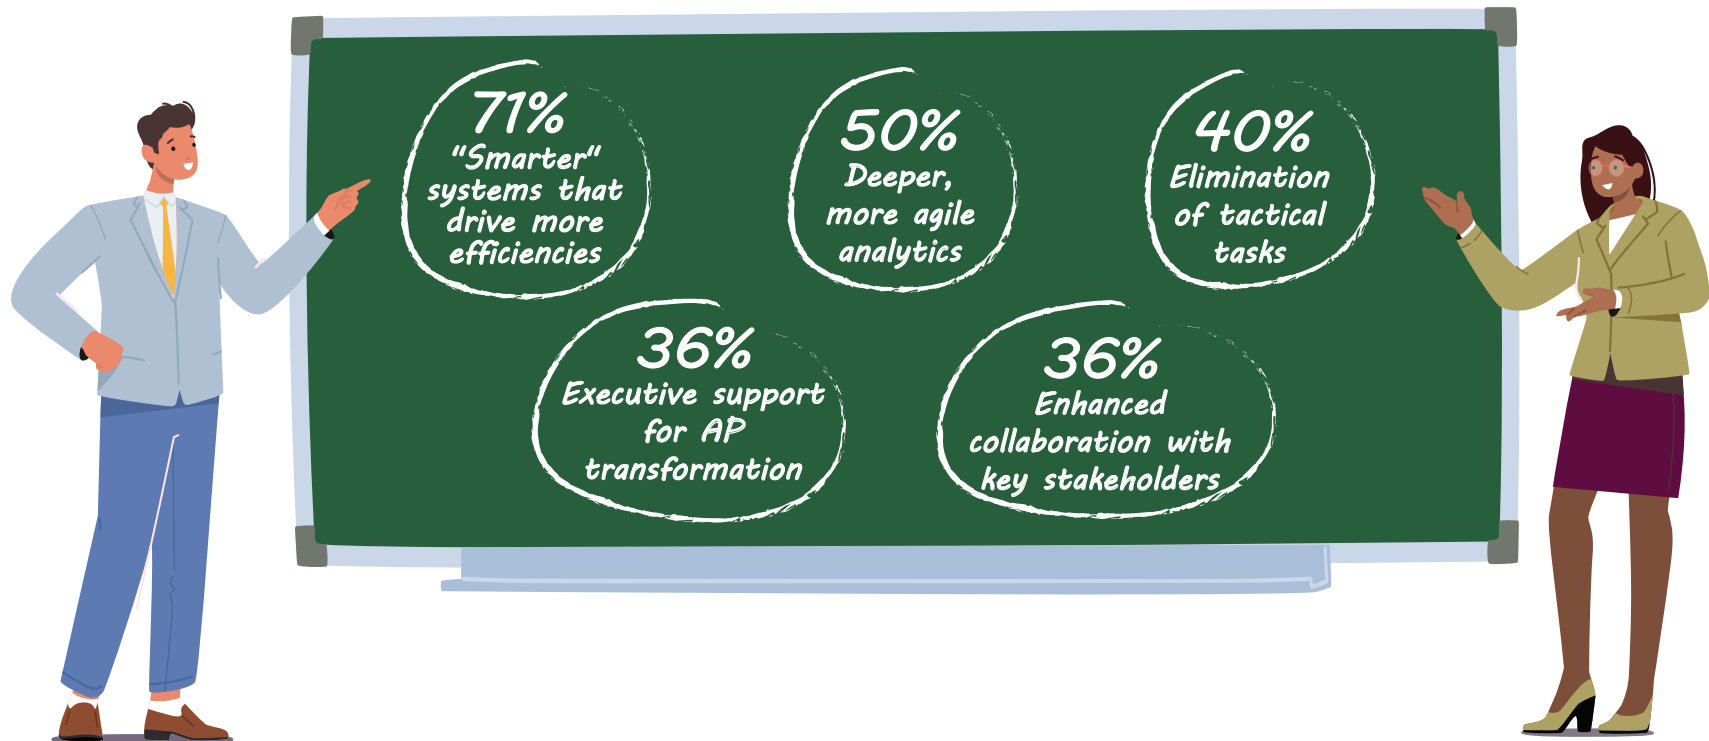 71%
“Smarter“
systems that
drive more
efficiencies
50%
Deeper,
more agile
analytics
40%
Elimination
of tactical
tasks
36%
Executive support
for AP
transformation
36%
Enhanced
collaboration with
key stakeholders